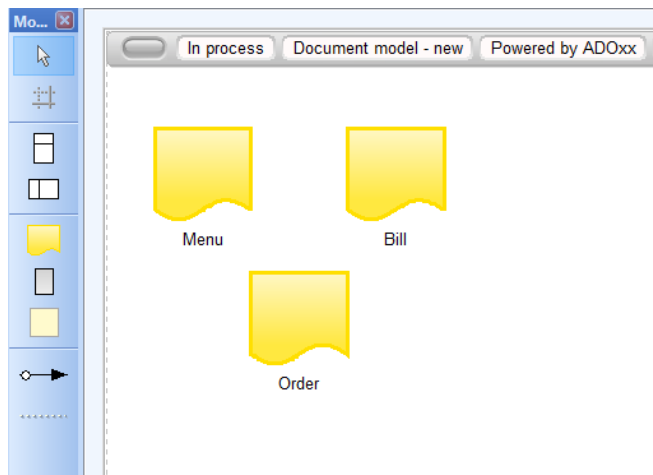 Mo...
In process
Document model - new
Powered by ADOxx
Menu
Bill
Order